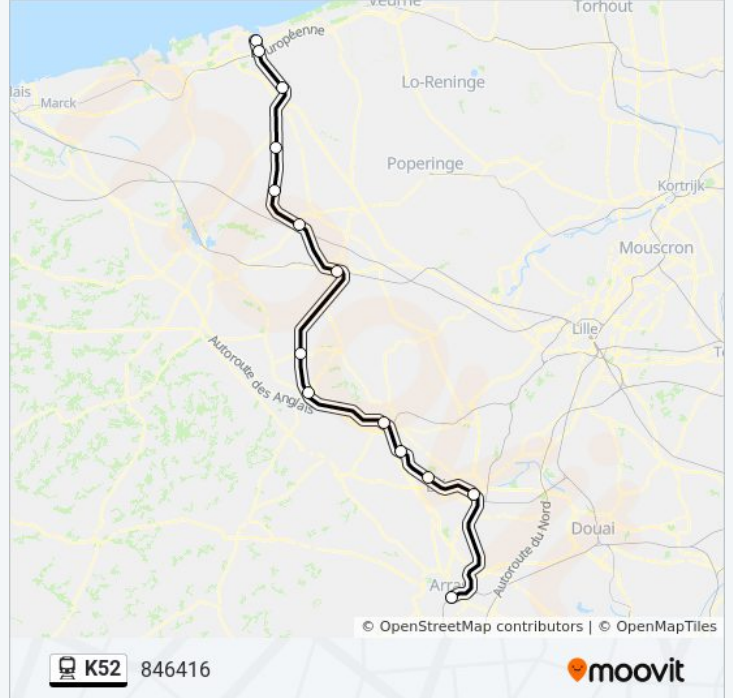 Veurne
Torhout
uropéenne
lais
Marck
Lo-Reninge
Poperinge
Kortrijk
Mouscron
Lille
Autoroute des Anglais
Autoroute du Nord
Douai
Arra
© OpenStreetMap contributors | © OpenMapTiles
K52 846416
moovit